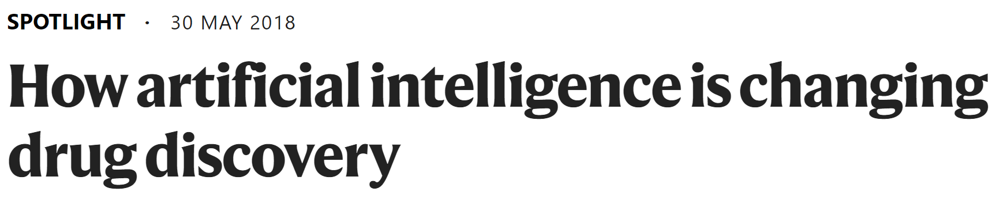 SPOTLIGHT · 30 MAY 2018
How artificial intelligence is changing
drug discovery